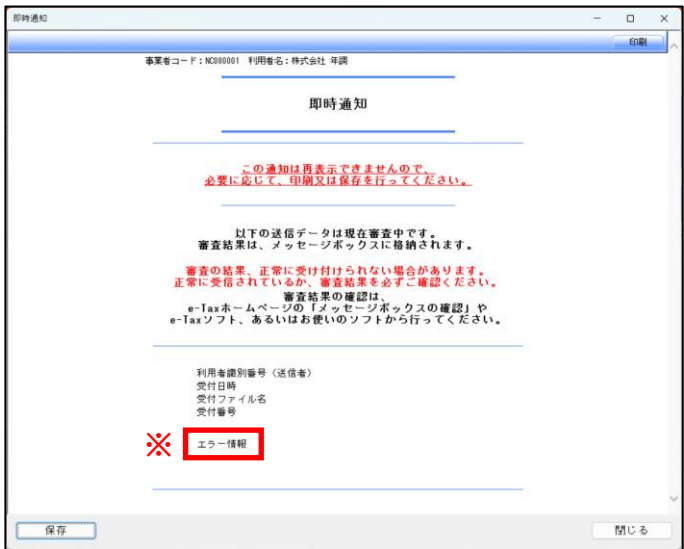 即時通知
印刷
事業者コード：NC000001 利用者名：株式会社 年調
即時通知
この通知は再表示できませんので、
必要に応じて、印刷又は保存を行ってください。
以下の送信データは現在審査中です。
審査結果は、メッセージボックスに格納されます。
審査の結果、正常に受け付けられない場合があります。
正常に受信されているか、審査結果を必ずご確認ください。
審査結果の確認は、
e-Taxホームページの「メッセージボックスの確認」や
e-Taxソフト、あるいはお使いのソフトから行ってください。
利用者識別番号（送信者）
受付日時
受付ファイル名
受付番号
※ エラー情報
保存
閉じる